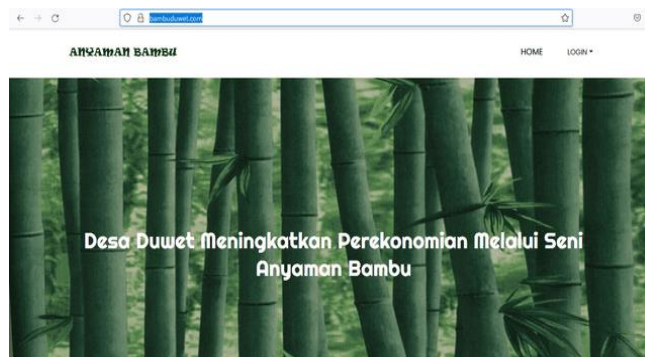 bambuduwet.com
ANYAMAN BAMBU
HOME
LOGIN
Desa Duwet Meningkatkan Perekonomian Melalui Seni
Anyaman Bambu